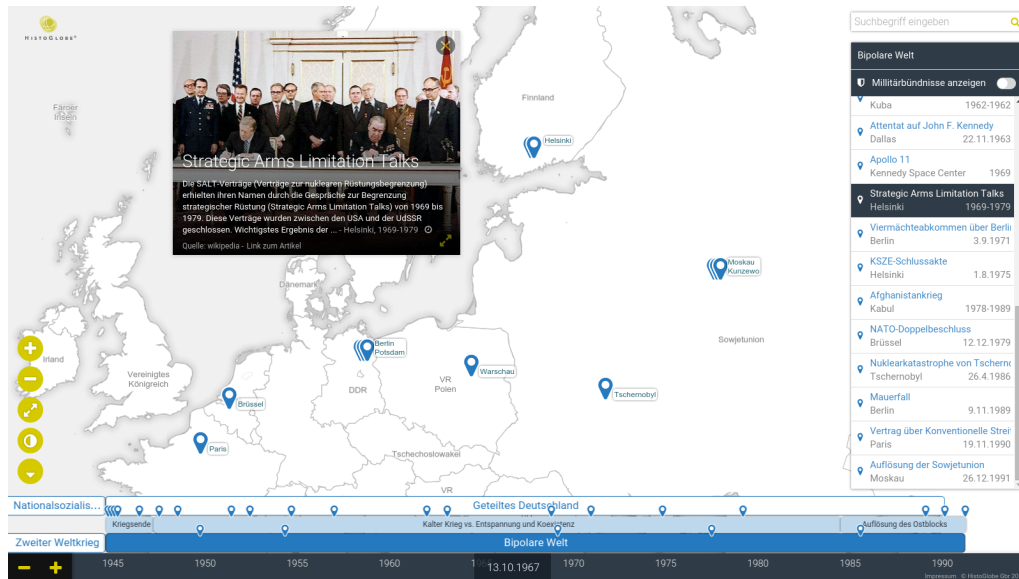 HISTOGLOBE®
Suchbegriff eingeben
Bipolare Welt
Millitärbündnisse anzeigen
Kuba 1962-1962
Attentat auf John F. Kennedy
Dallas 22.11.1963
Apollo 11
Kennedy Space Center 1969
Strategic Arms Limitation Talks
Helsinki 1969-1979
Viermächteabkommen über Berli
Berlin 3.9.1971
KSZE-Schlussakte
Helsinki 1.8.1975
Afghanistankrieg
Kabul 1978-1989
NATO-Doppelbeschluss
Brüssel 12.12.1979
Nuklearkatastrophe von Tscherno
Tschernobyl 26.4.1986
Mauerfall
Berlin 9.11.1989
Vertrag über Konventionelle Streit
Paris 19.11.1990
Auflösung der Sowjetunion
Moskau 26.12.1991
Strategic Arms Limitation Talks
Die SALT-Verträge (Verträge zur nuklearen Rüstungsbegrenzung)
erhielten ihren Namen durch die Gespräche zur Begrenzung
strategischer Rüstung (Strategic Arms Limitation Talks) von 1969 bis
1979. Diese Verträge wurden zwischen den USA und der UdSSR
geschlossen. Wichtigstes Ergebnis der ... - Helsinki, 1969-1979
Quelle: wikipedia - Link zum Artikel
Färöer
Inseln
Finnland
Helsinki
Moskau
Kunzewo
Dänemark
Sowjetunion
Irland
Vereinigtes
Königreich
Berlin
Potsdam
DDR
Warschau
VR
Polen
Tschernobyl
Brüssel
Paris
Tschechoslowakei
VR
Nationalsozialis...
Geteiltes Deutschland
Kriegsende
Kalter Krieg vs. Entspannung und Koexistenz
Auflösung des Ostblocks
Zweiter Weltkrieg
Bipolare Welt
1945 1950 1955 1960 13.10.1967 1970 1975 1980 1985 1990
Impressum © HistoGlobe Gbr 20